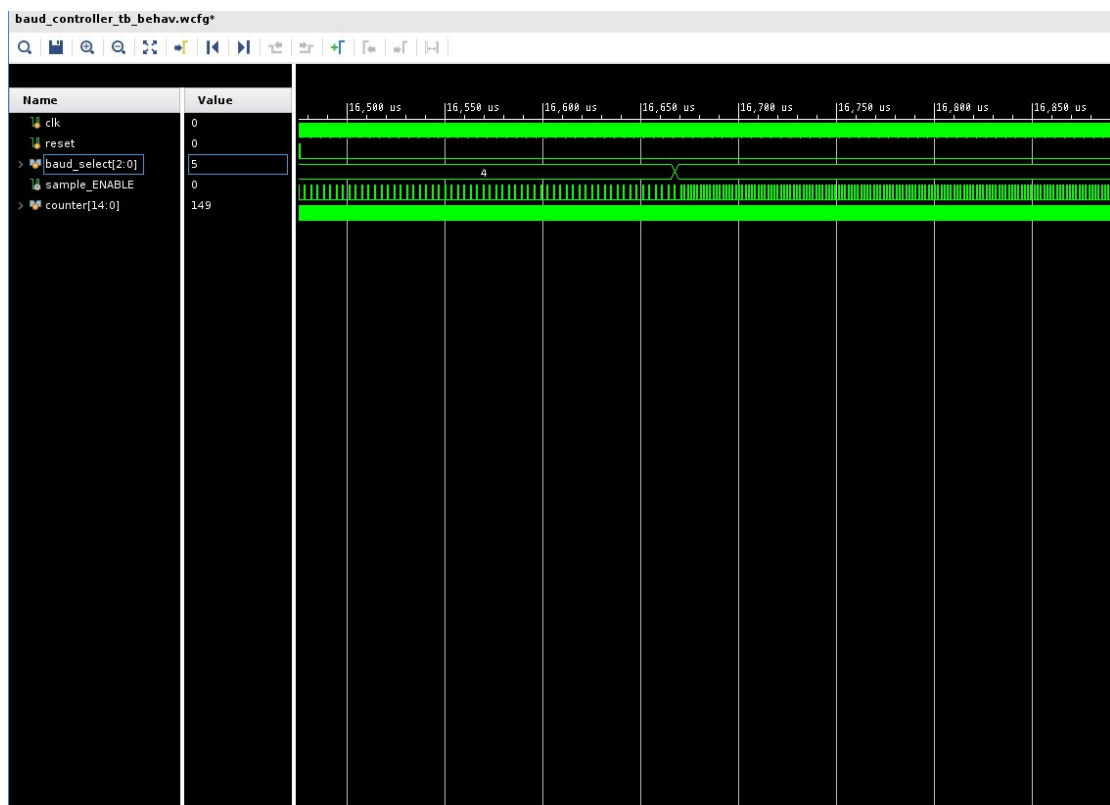 baud_controller_tb_behav.wcfg*
Name Value
16,500 us 16,550 us 16,600 us 16,650 us 16,700 us 16,750 us 16,800 us 16,850 us
clk 0
reset 0
baud_select[2:0] 5 4
sample_ENABLE 0
counter[14:0] 149